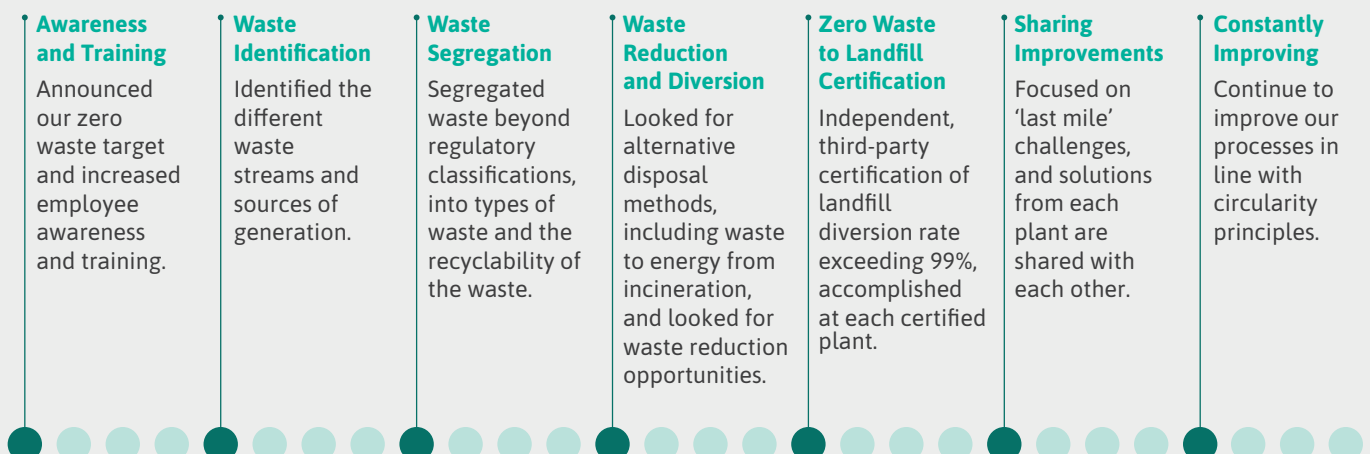 Awareness
and Training
Announced
our zero
waste target
and increased
employee
awareness
and training.
Waste
Identification
Identified the
different
waste
streams and
sources of
generation.
Waste
Segregation
Segregated
waste beyond
regulatory
classifications,
into types of
waste and the
recyclability of
the waste.
Waste
Reduction
and Diversion
Looked for
alternative
disposal
methods,
including waste
to energy from
incineration,
and looked for
waste reduction
opportunities.
Zero Waste
to Landfill
Certification
Independent,
third-party
certification of
landfill
diversion rate
exceeding 99%,
accomplished
at each certified
plant.
Sharing
Improvements
Focused on
‘last mile’
challenges,
and solutions
from each
plant are
shared with
each other.
Constantly
Improving
Continue to
improve our
processes in
line with
circularity
principles.